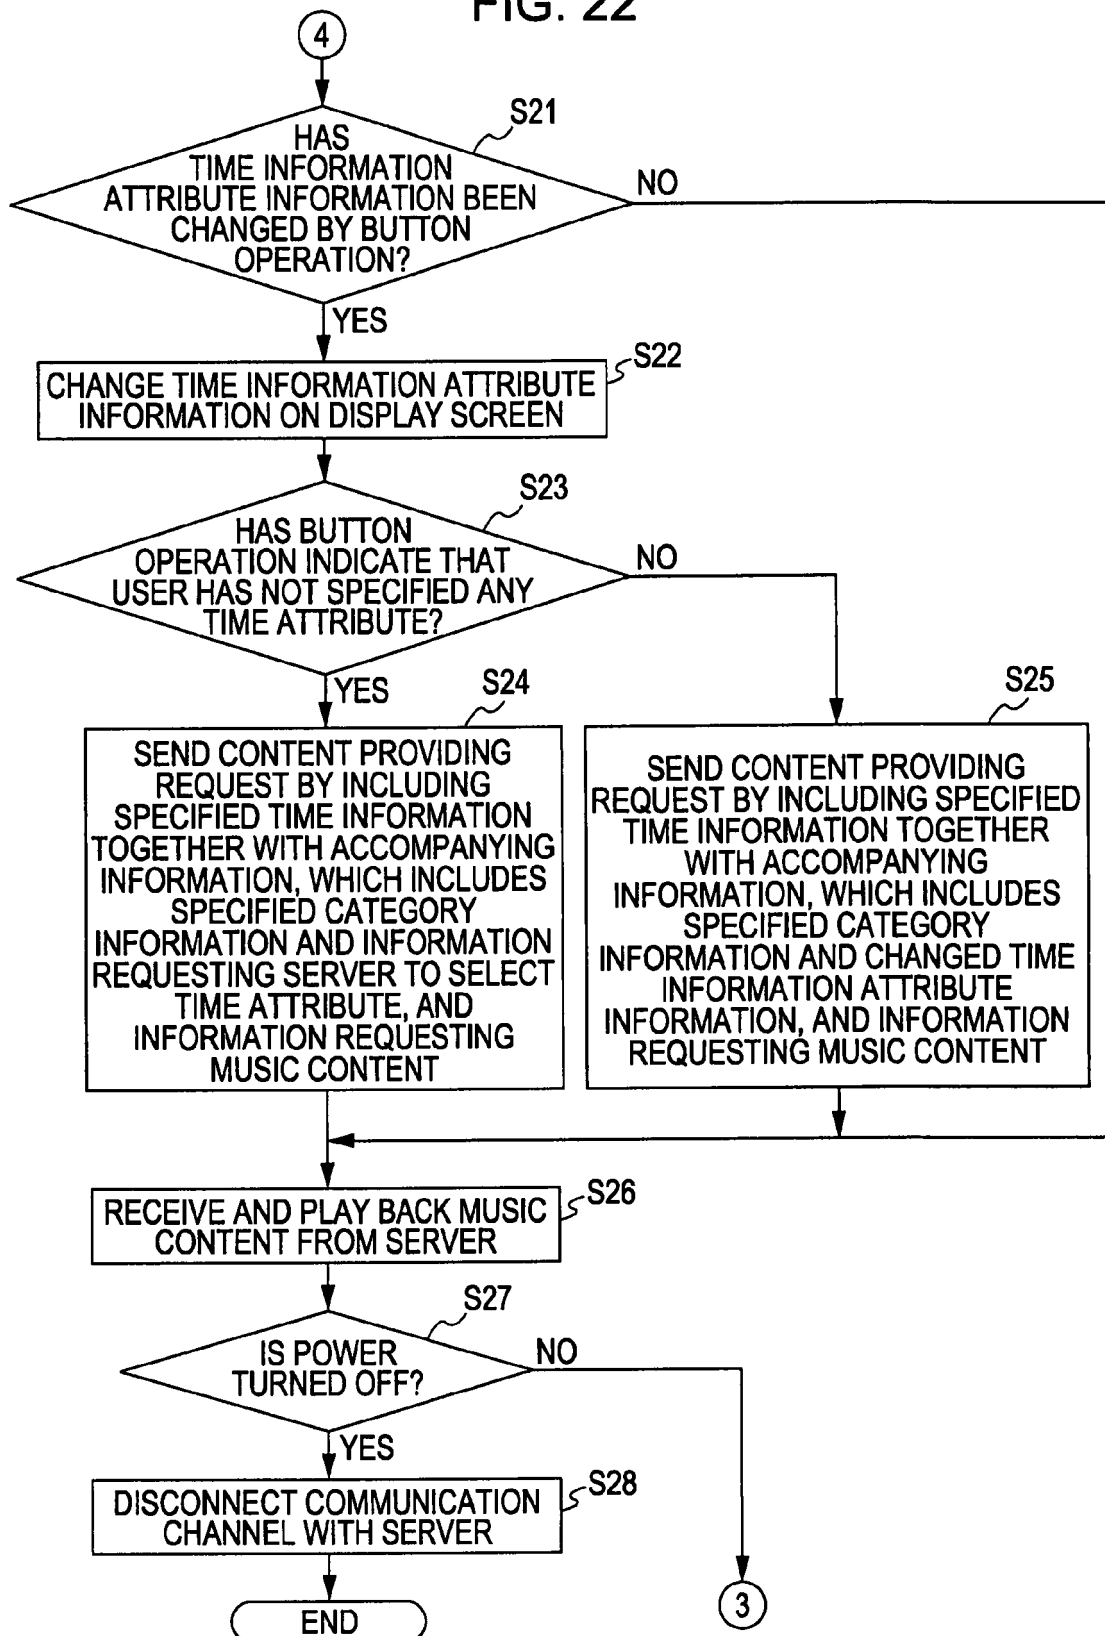 FIG. 22
4
S21
HAS
TIME INFORMATION
ATTRIBUTE INFORMATION BEEN
CHANGED BY BUTTON
OPERATION?
NO
YES
S22
CHANGE TIME INFORMATION ATTRIBUTE
INFORMATION ON DISPLAY SCREEN
S23
HAS BUTTON
OPERATION INDICATE THAT
USER HAS NOT SPECIFIED ANY
TIME ATTRIBUTE?
NO
YES
S24
SEND CONTENT PROVIDING
REQUEST BY INCLUDING
SPECIFIED TIME INFORMATION
TOGETHER WITH ACCOMPANYING
INFORMATION, WHICH INCLUDES
SPECIFIED CATEGORY
INFORMATION AND INFORMATION
REQUESTING SERVER TO SELECT
TIME ATTRIBUTE, AND
INFORMATION REQUESTING
MUSIC CONTENT
S25
SEND CONTENT PROVIDING
REQUEST BY INCLUDING SPECIFIED
TIME INFORMATION TOGETHER
WITH ACCOMPANYING
INFORMATION, WHICH INCLUDES
SPECIFIED CATEGORY
INFORMATION AND CHANGED TIME
INFORMATION ATTRIBUTE
INFORMATION, AND INFORMATION
REQUESTING MUSIC CONTENT
S26
RECEIVE AND PLAY BACK MUSIC
CONTENT FROM SERVER
S27
IS POWER
TURNED OFF?
NO
YES
S28
DISCONNECT COMMUNICATION
CHANNEL WITH SERVER
END
3